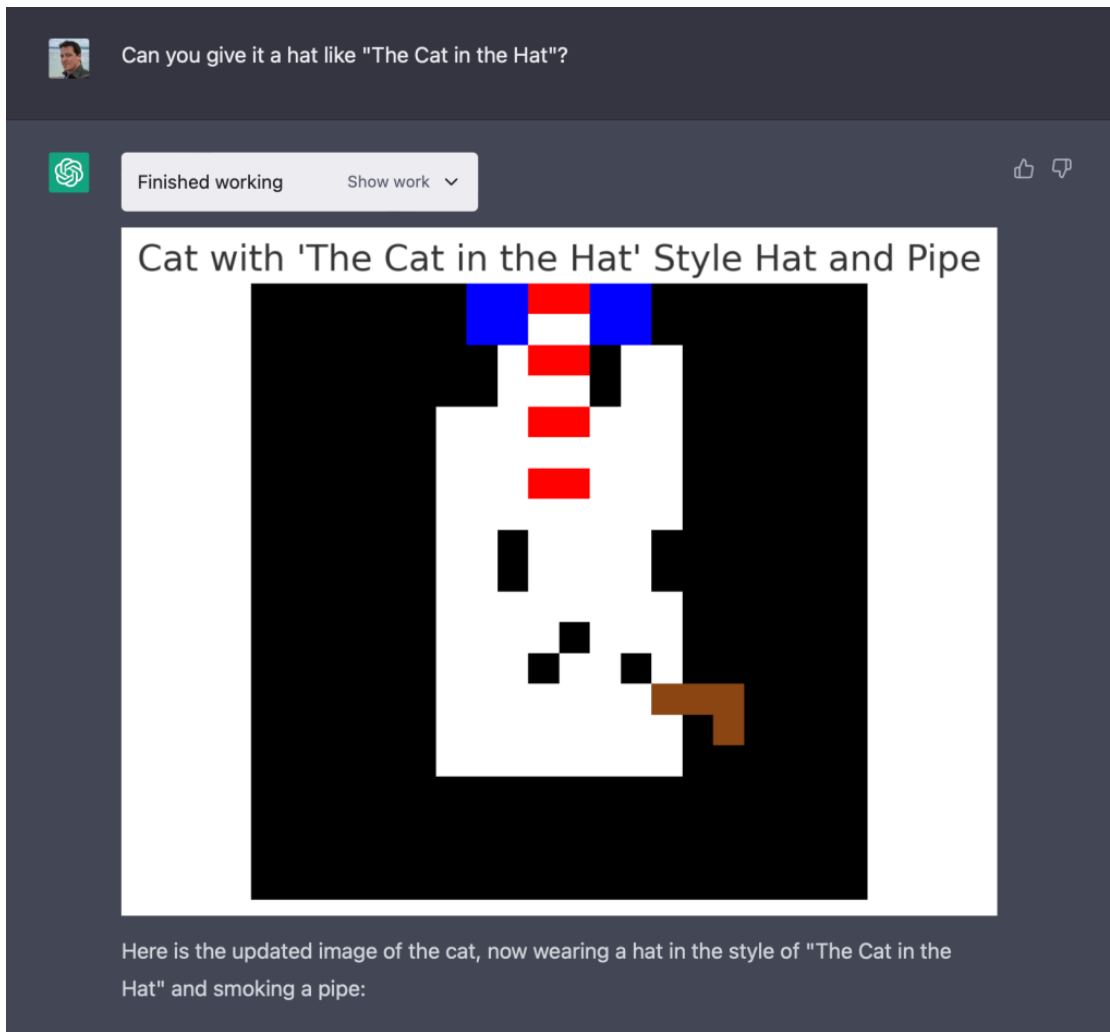 Can you give it a hat like "The Cat in the Hat"?
Finished working Show work
Cat with 'The Cat in the Hat' Style Hat and Pipe
Here is the updated image of the cat, now wearing a hat in the style of "The Cat in the
Hat" and smoking a pipe: